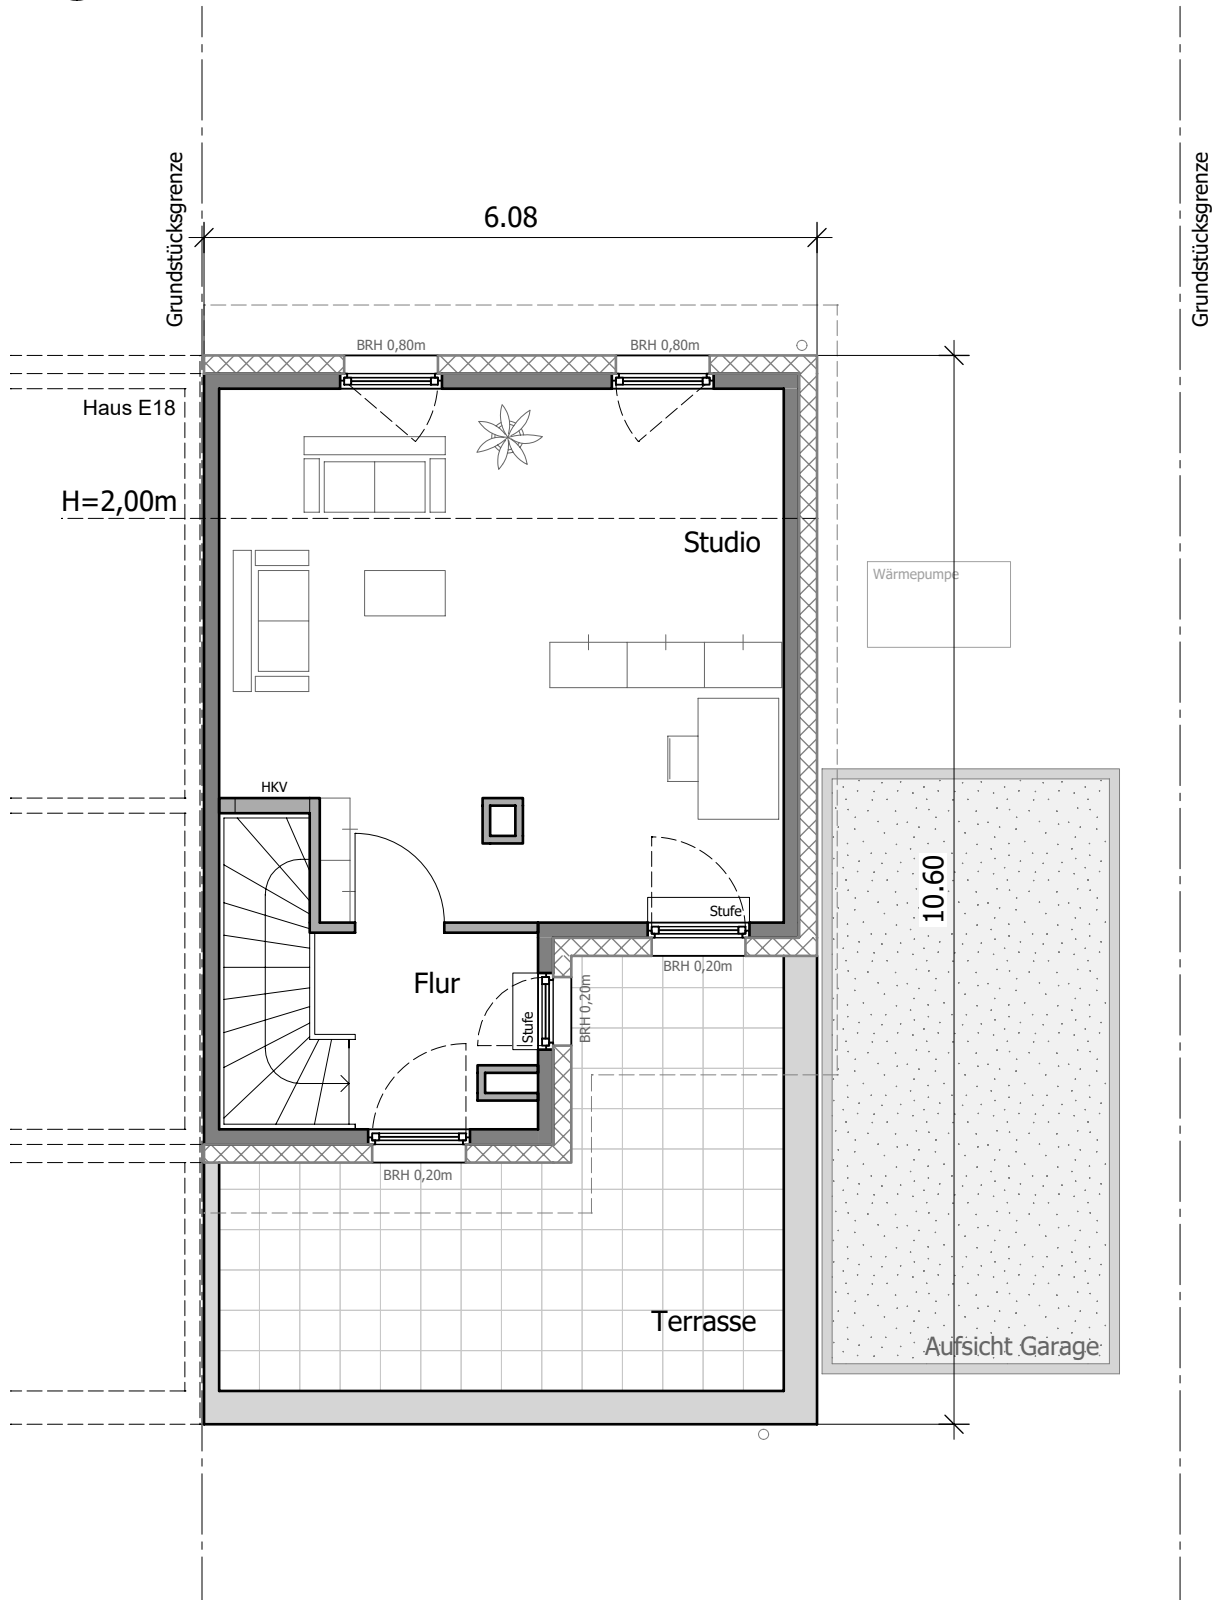 Grundstücksgrenze
Grundstücksgrenze
6.08
BRH 0,80m
BRH 0,80m
Haus E18
H=2,00m
Studio
Wärmepumpe
HKV
10.60
Stufe
BRH 0,20m
Flur
Stufe
BRH 0,20m
BRH 0,20m
Terrasse
Aufsicht Garage